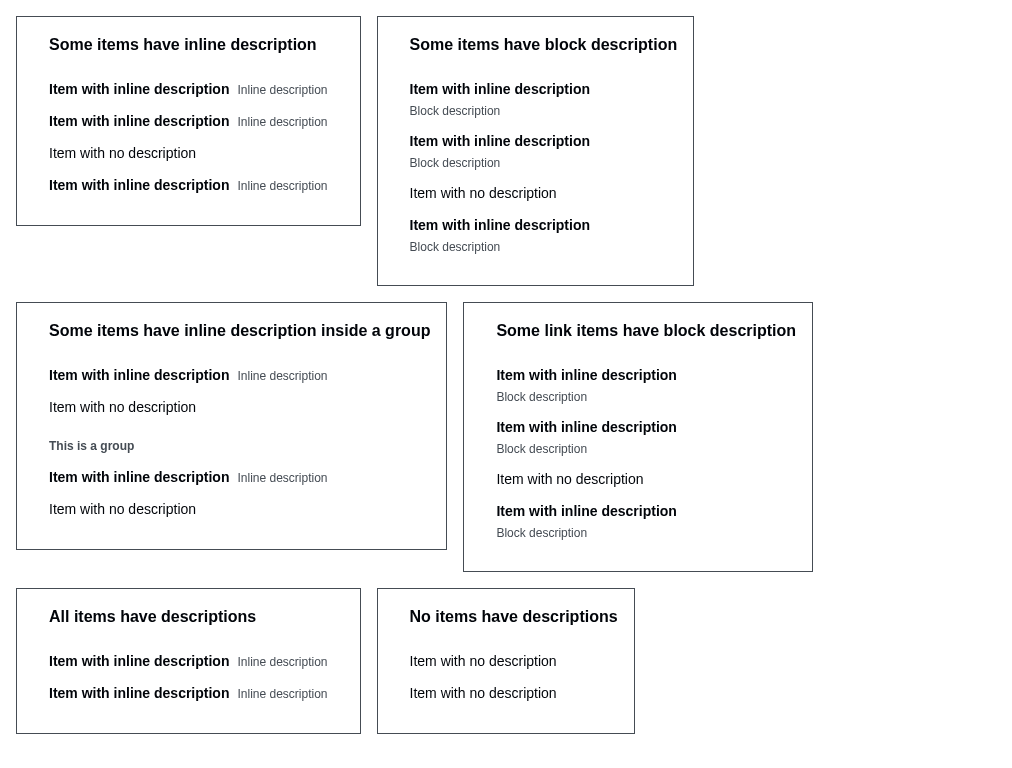 Some items have inline description
Item with inline description Inline description
Item with inline description Inline description
Item with no description
Item with inline description Inline description
Some items have block description
Item with inline description
Block description
Item with inline description
Block description
Item with no description
Item with inline description
Block description
Some items have inline description inside a group
Item with inline description Inline description
Item with no description
This is a group
Item with inline description Inline description
Item with no description
Some link items have block description
Item with inline description
Block description
Item with inline description
Block description
Item with no description
Item with inline description
Block description
All items have descriptions
Item with inline description Inline description
Item with inline description Inline description
No items have descriptions
Item with no description
Item with no description